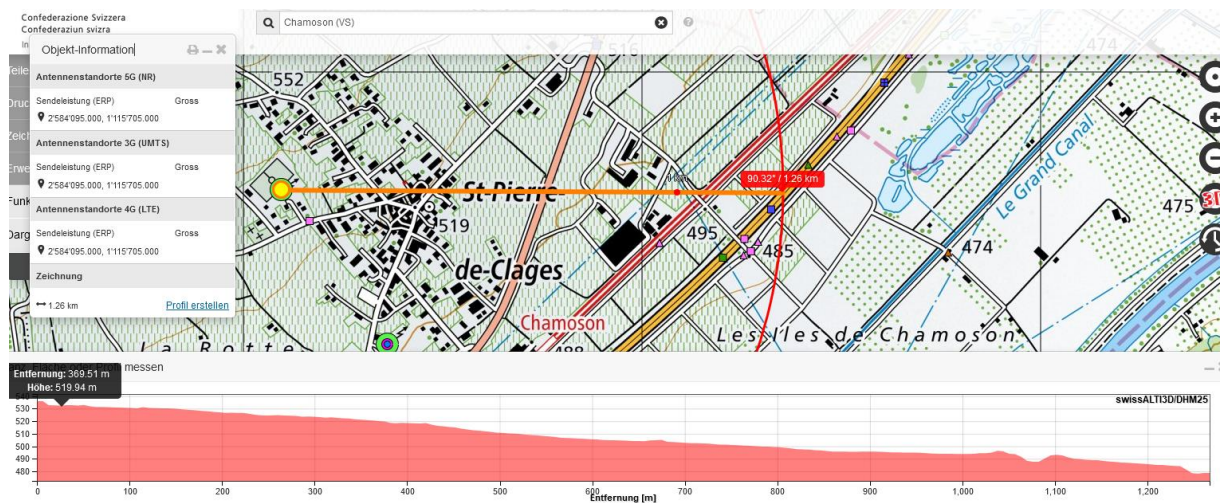 Confederazione Svizzera
Confederaziun svizra
Chamoson (VS)
Objekt-Information
Antennenstandorte 5G (NR)
Sendeleistung (ERP) Gross
2'584'095.000, 1'115'705.000
Antennenstandorte 3G (UMTS)
Sendeleistung (ERP) Gross
2'584'095.000, 1'115'705.000
Antennenstandorte 4G (LTE)
Sendeleistung (ERP) Gross
2'584'095.000, 1'115'705.000
Zeichnung
1.26 km Profil erstellen
552
516
474
90.32° / 1.26 km
St-Pierre
519
de-Clages
495
485
474
475
Le Grand Canal
Chamoson
488
La Rotte
Les Iles de Chamoson
Fläche oder Profil messen
Entfernung: 369.51 m
Höhe: 519.94 m
swissALTI3D/DHM25
540
530
520
510
500
490
480
0 100 200 300 400 500 600 700 800 900 1,000 1,100 1,200
Entfernung [m]